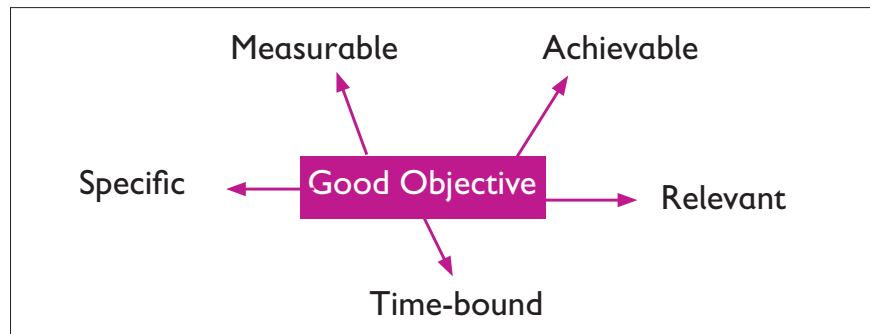 Measurable
Achievable
Specific
Good Objective
Relevant
Time-bound